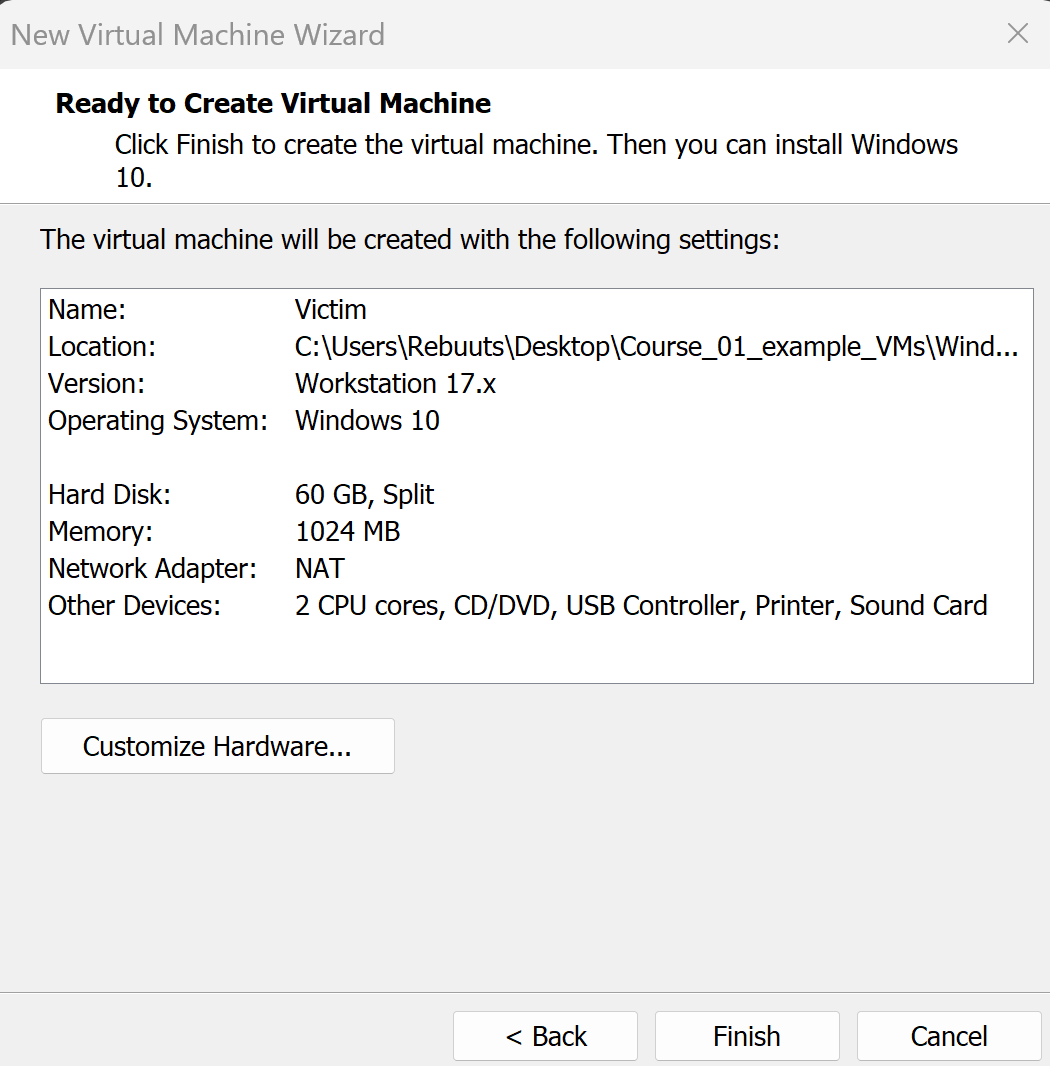 New Virtual Machine Wizard
Ready to Create Virtual Machine
Click Finish to create the virtual machine. Then you can install Windows
10.
The virtual machine will be created with the following settings:
Name: Victim
Location: C:\Users\Rebuuts\Desktop\Course_01_example_VMs\Wind...
Version: Workstation 17.x
Operating System: Windows 10
Hard Disk: 60 GB, Split
Memory: 1024 MB
Network Adapter: NAT
Other Devices: 2 CPU cores, CD/DVD, USB Controller, Printer, Sound Card
Customize Hardware...
< Back Finish Cancel